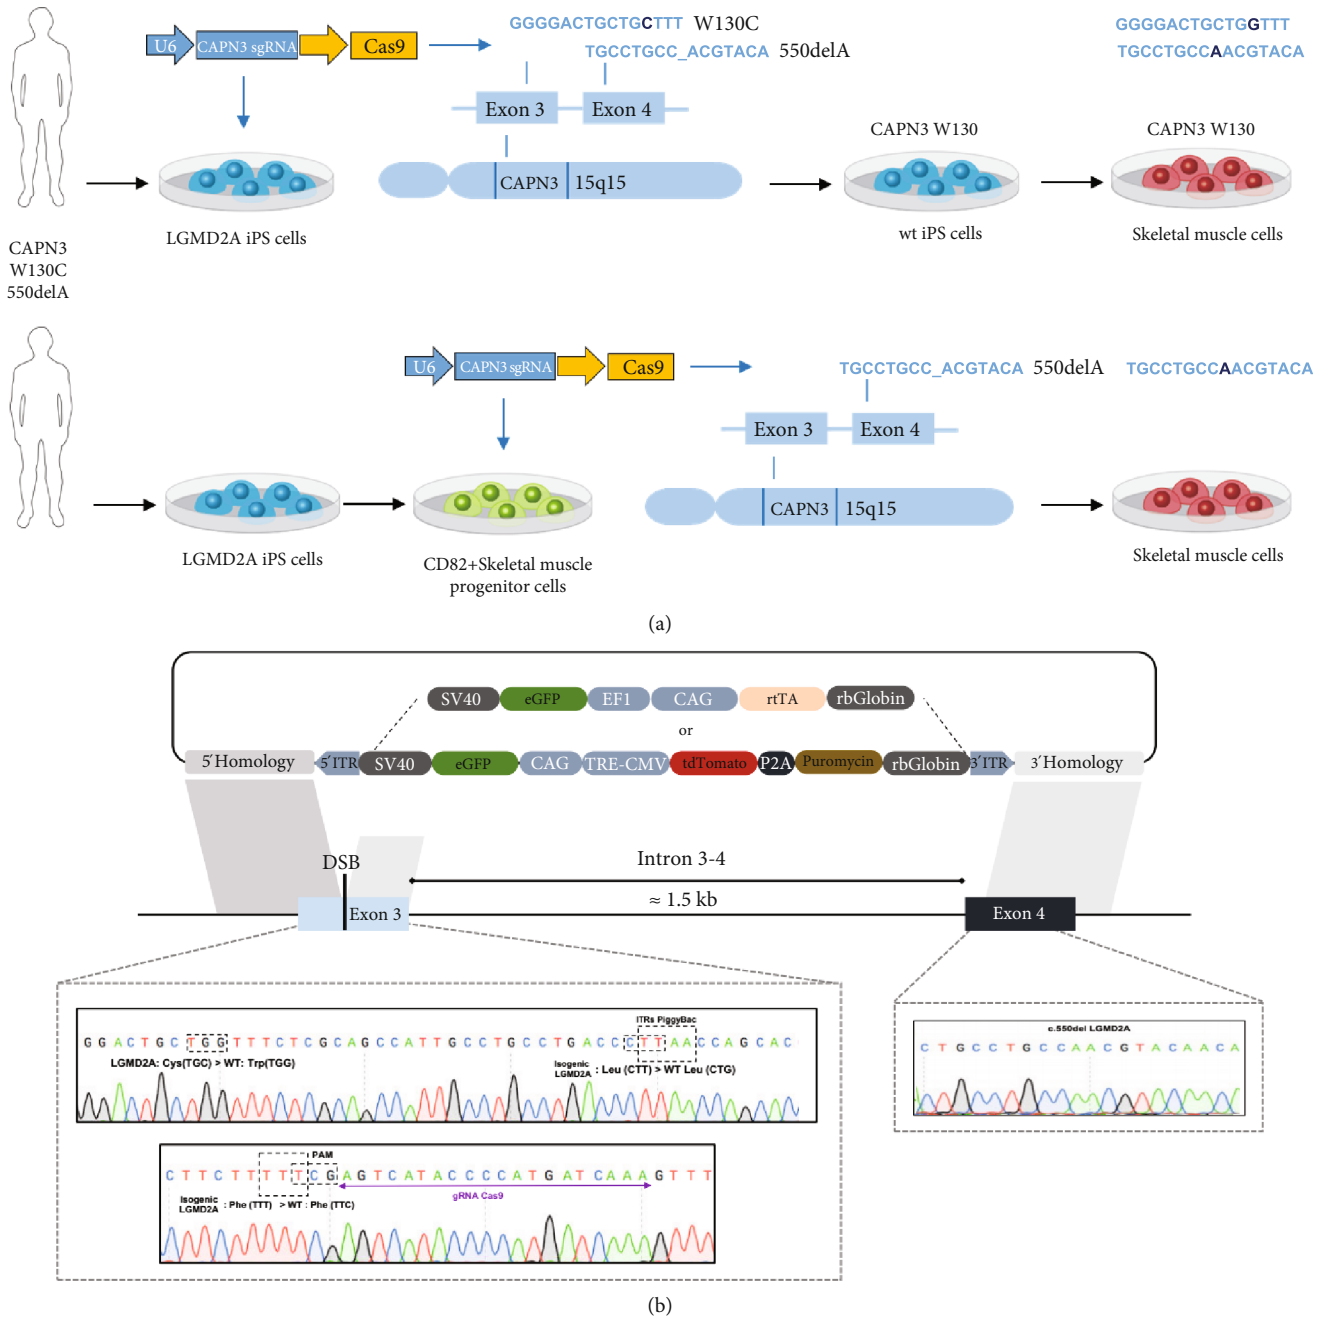 GGGGACTGCTGCTTT W130C
TGCCTGCC_ACGTACA 550delA
GGGGACTGCTGGTTT
TGCCTGCCAACGTACA
U6 CAPN3 sgRNA Cas9
Exon 3 Exon 4
CAPN3 W130
CAPN3 W130
CAPN3 15q15
LGMD2A iPS cells
wt iPS cells
Skeletal muscle cells
CAPN3
W130C
550delA
U6 CAPN3 sgRNA Cas9
TGCCTGCC_ACGTACA 550delA
TGCCTGCCAACGTACA
Exon 3 Exon 4
CAPN3 15q15
LGMD2A iPS cells
CD82+Skeletal muscle
progenitor cells
Skeletal muscle cells
(a)
SV40 eGFP EF1 CAG rtTA rbGlobin
or
5′Homology 5′ITR SV40 eGFP CAG TRE-CMV tdTomato P2A Puromycin rbGlobin 3′ITR 3′Homology
DSB
Intron 3-4
≈ 1.5 kb
Exon 3
Exon 4
ITRs PiggyBac
GGACTGCTGGTTTCTCGCAGCCATTGCCTGCCTGACCCTTAACCAGCAC
LGMD2A: Cys(TGC) > WT: Trp(TGG)
Isogenic
LGMD2A : Leu (CTT) > WT Leu (CTG)
c.550del LGMD2A
CTGCCTGCCAACGTACAACA
PAM
CTTCTTTTTCGAGTCATACCCCATGATCAAAGTTT
gRNA Cas9
Isogenic
LGMD2A : Phe (TTT) > WT : Phe (TTC)
(b)